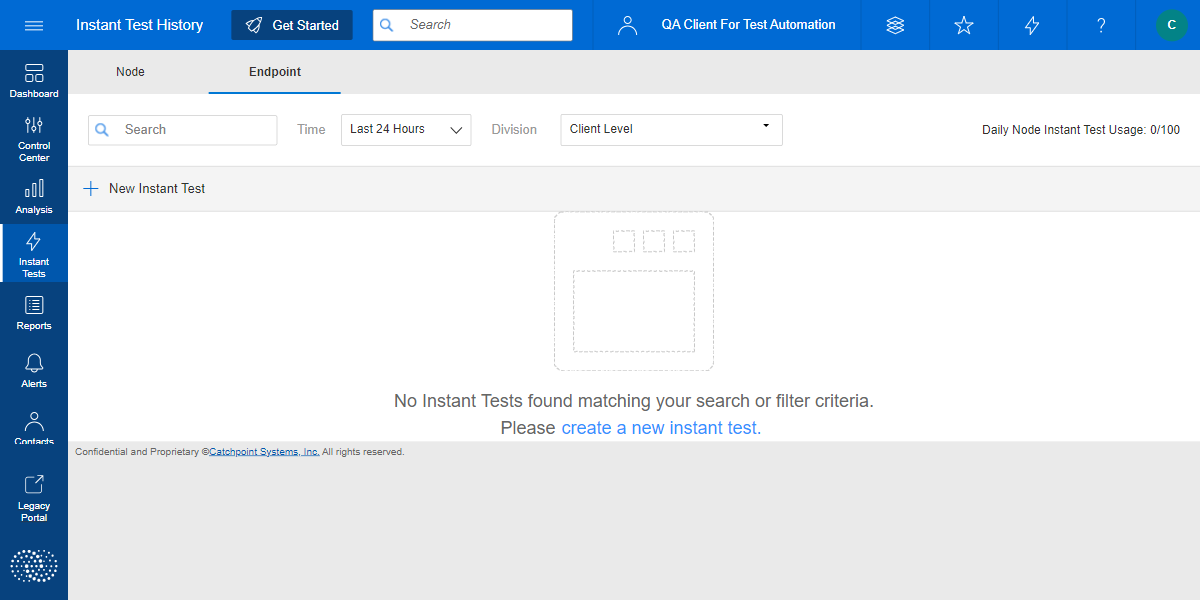 Instant Test History
Get Started
Search
QA Client For Test Automation
?
C
Dashboard
Control
Center
Analysis
Instant
Tests
Reports
Alerts
Contacts
Legacy
Portal
Node
Endpoint
Search
Time
Last 24 Hours
Division
Client Level
Daily Node Instant Test Usage: 0/100
New Instant Test
No Instant Tests found matching your search or filter criteria.
Please create a new instant test.
Confidential and Proprietary ©Catchpoint Systems, Inc. All rights reserved.